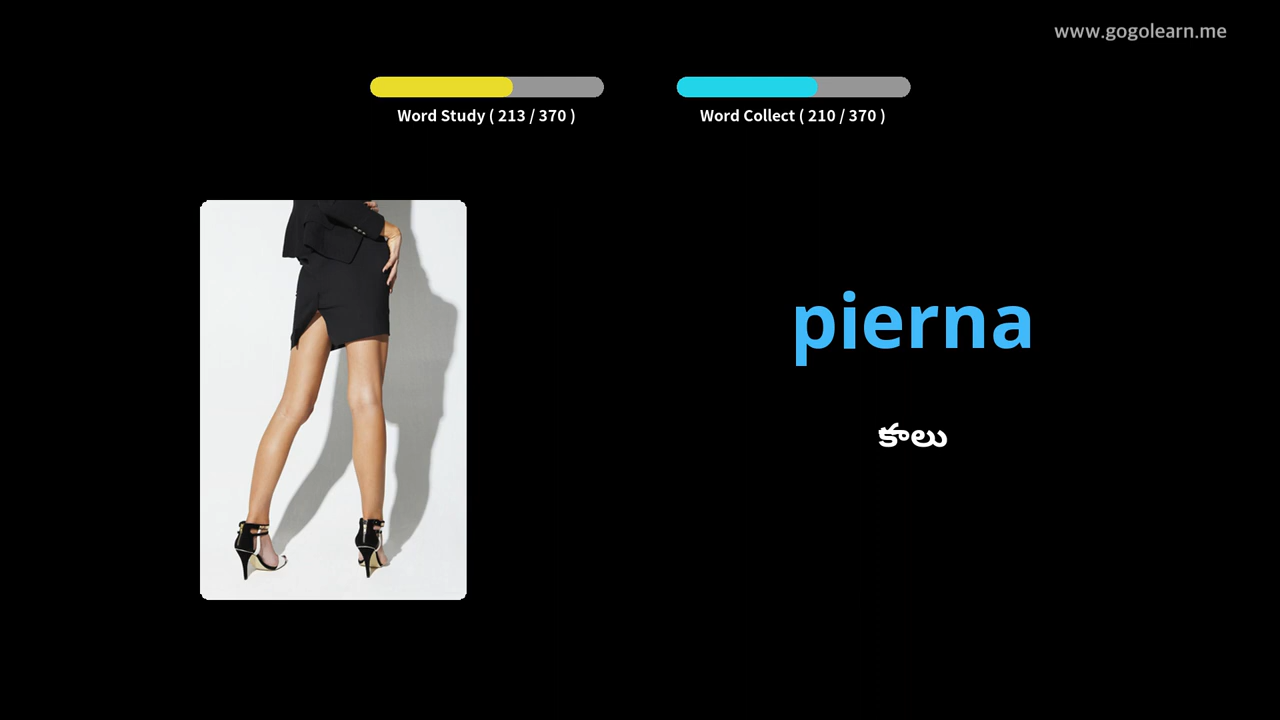 www.gogolearn.me
Word Study ( 213 / 370 )
Word Collect ( 210 / 370 )
pierna
కాలు